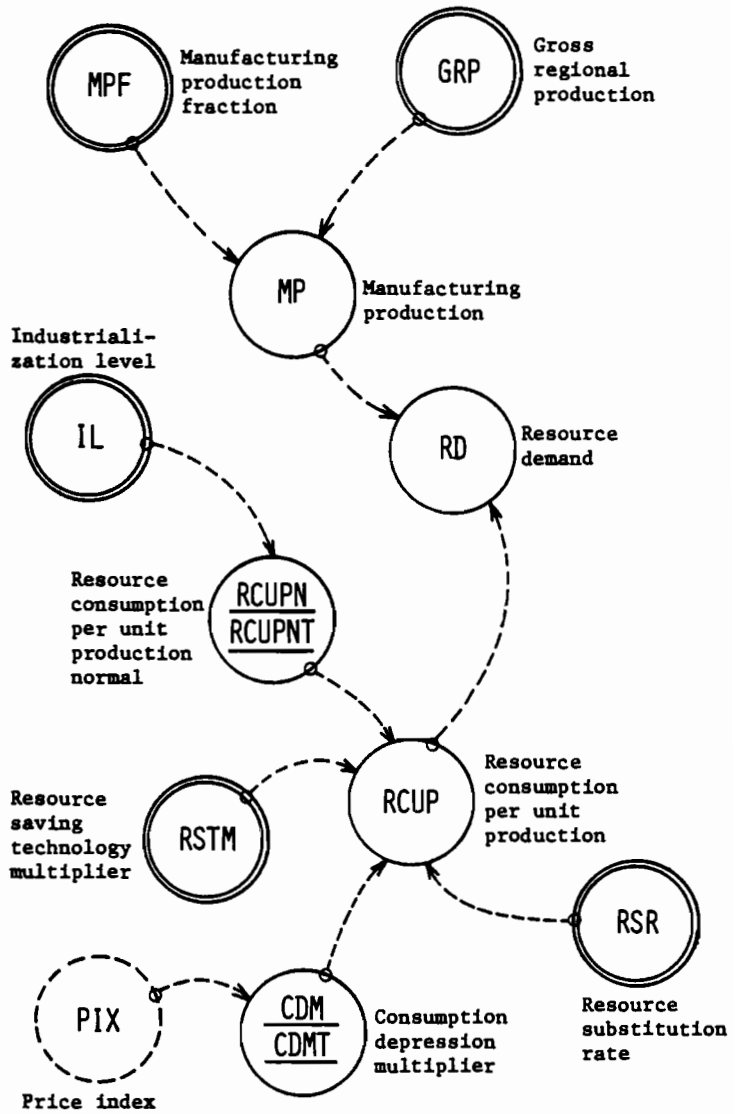 MPF
Manufacturing
production
fraction
GRP
Gross
regional
production
MP
Manufacturing
production
Industriali-
zation level
IL
RD
Resource
demand
Resource
consumption
per unit
production
normal
RCUPN
RCUPNT
RCUP
Resource
consumption
per unit
production
Resource
saving
technology
multiplier
RSTM
RSR
Resource
substitution
rate
PIX
Price index
CDM
CDMT
Consumption
depression
multiplier